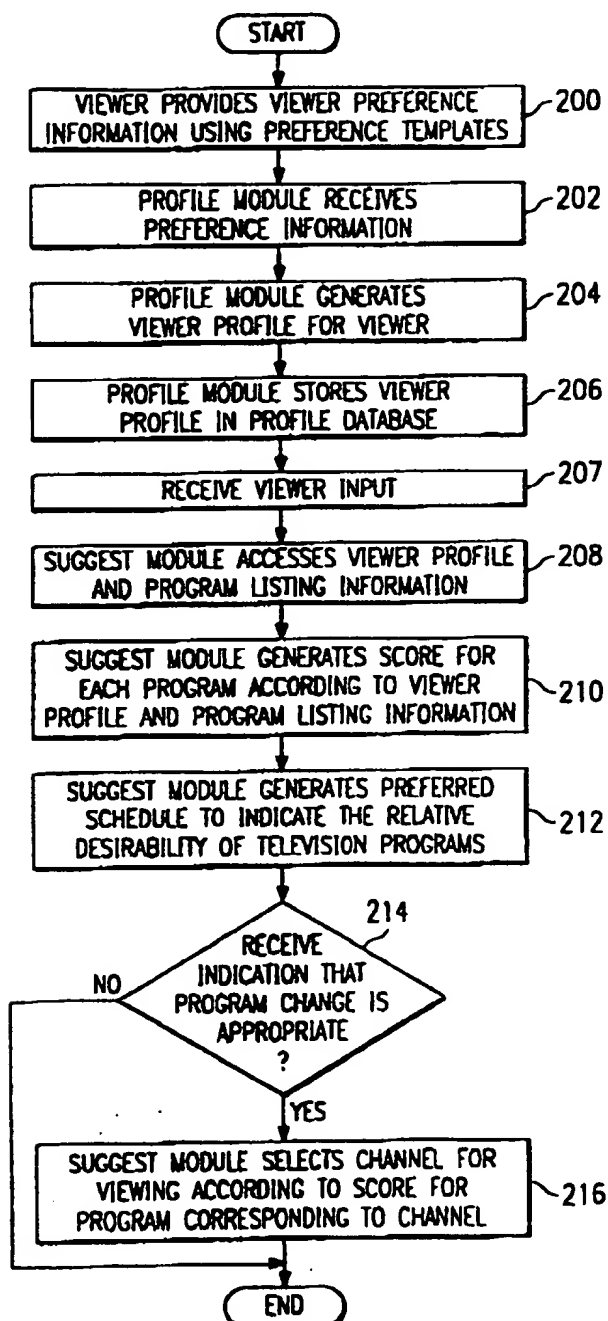 START
VIEWER PROVIDES VIEWER PREFERENCE
INFORMATION USING PREFERENCE TEMPLATES
200
PROFILE MODULE RECEIVES
PREFERENCE INFORMATION
202
PROFILE MODULE GENERATES
VIEWER PROFILE FOR VIEWER
204
PROFILE MODULE STORES VIEWER
PROFILE IN PROFILE DATABASE
206
RECEIVE VIEWER INPUT
207
SUGGEST MODULE ACCESSES VIEWER PROFILE
AND PROGRAM LISTING INFORMATION
208
SUGGEST MODULE GENERATES SCORE FOR
EACH PROGRAM ACCORDING TO VIEWER
PROFILE AND PROGRAM LISTING INFORMATION
210
SUGGEST MODULE GENERATES PREFERRED
SCHEDULE TO INDICATE THE RELATIVE
DESIRABILITY OF TELEVISION PROGRAMS
212
214
RECEIVE
INDICATION THAT
PROGRAM CHANGE IS
APPROPRIATE
?
NO
YES
SUGGEST MODULE SELECTS CHANNEL FOR
VIEWING ACCORDING TO SCORE FOR
PROGRAM CORRESPONDING TO CHANNEL
216
END